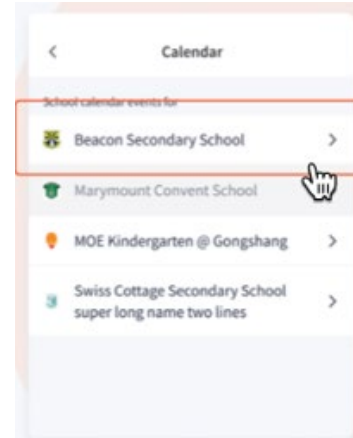 Calendar
School calendar events for
Beacon Secondary School
Marymount Convent School
MOE Kindergarten @ Gongshang
Swiss Cottage Secondary School
super long name two lines